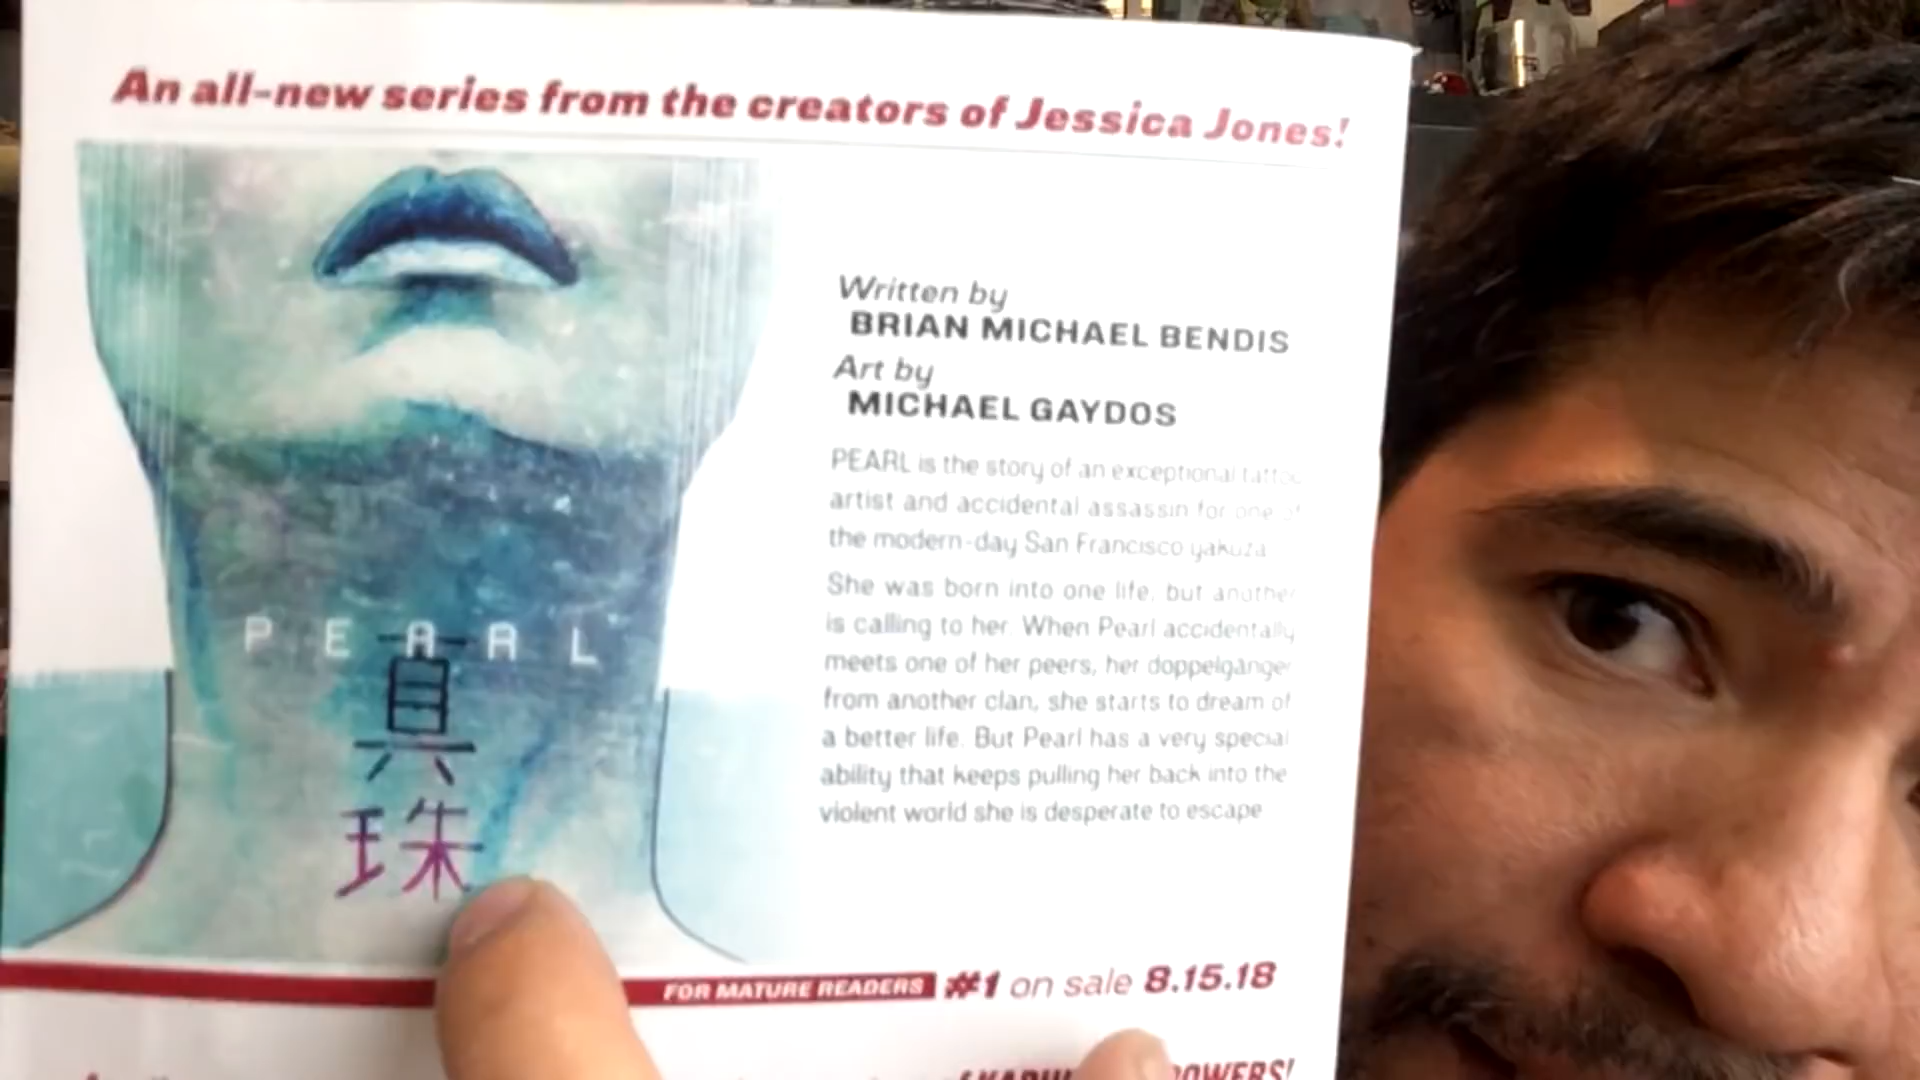 An all-new series from the creators of Jessica Jones!
PEARL
真
珠
Written by
BRIAN MICHAEL BENDIS
Art by
MICHAEL GAYDOS
PEARL is the story of an exceptional tattoo
artist and accidental assassin for one of
the modern-day San Francisco yakuza
She was born into one life, but another
is calling to her. When Pearl accidentally
meets one of her peers, her doppelgänger
from another clan, she starts to dream of
a better life. But Pearl has a very special
ability that keeps pulling her back into the
violent world she is desperate to escape
FOR MATURE READERS #1 on sale 8.15.18
of POWERS!